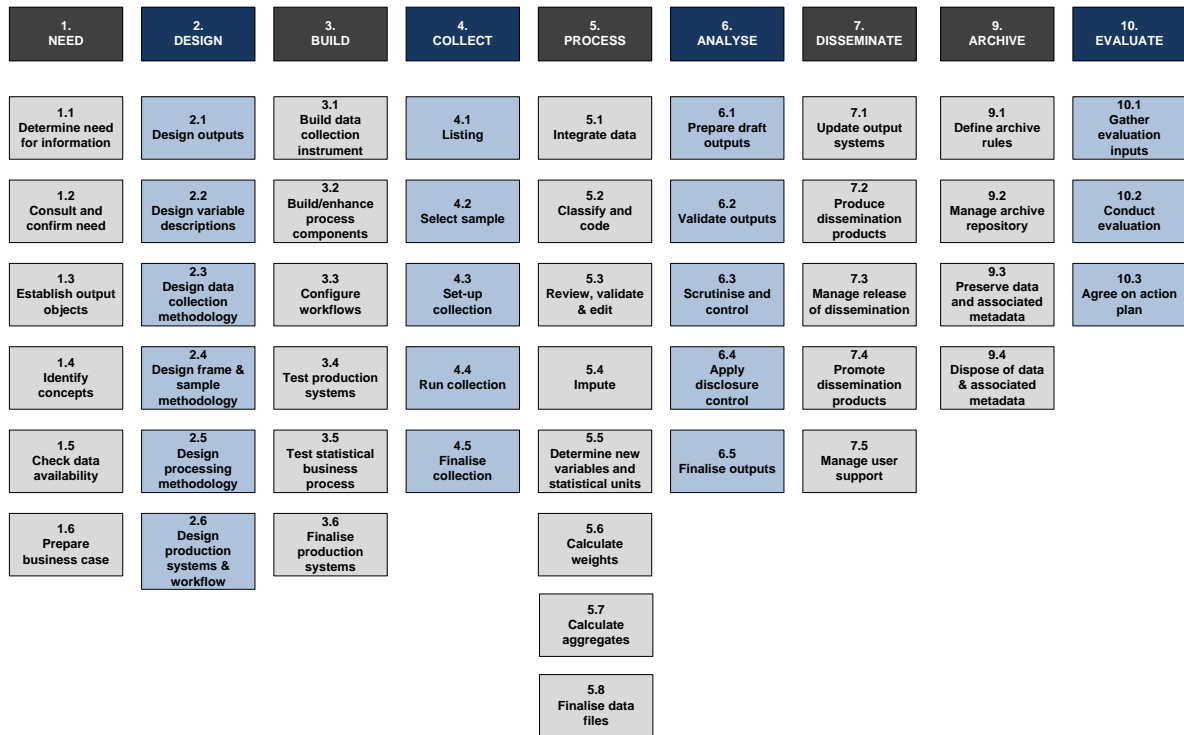 1.
NEED
2.
DESIGN
3.
BUILD
4.
COLLECT
5.
PROCESS
6.
ANALYSE
7.
DISSEMINATE
9.
ARCHIVE
10.
EVALUATE
1.1
Determine need
for information
1.2
Consult and
confirm need
1.3
Establish output
objects
1.4
Identify
concepts
1.5
Check data
availability
1.6
Prepare
business case
2.1
Design outputs
2.2
Design variable
descriptions
2.3
Design data
collection
methodology
2.4
Design frame &
sample
methodology
2.5
Design
processing
methodology
2.6
Design
production
systems &
workflow
3.1
Build data
collection
instrument
3.2
Build/enhance
process
components
3.3
Configure
workflows
3.4
Test production
systems
3.5
Test statistical
business
process
3.6
Finalise
production
systems
4.1
Listing
4.2
Select sample
4.3
Set-up
collection
4.4
Run collection
4.5
Finalise
collection
5.1
Integrate data
5.2
Classify and
code
5.3
Review, validate
& edit
5.4
Impute
5.5
Determine new
variables and
statistical units
5.6
Calculate
weights
5.7
Calculate
aggregates
5.8
Finalise data
files
6.1
Prepare draft
outputs
6.2
Validate outputs
6.3
Scrutinise and
control
6.4
Apply
disclosure
control
6.5
Finalise outputs
7.1
Update output
systems
7.2
Produce
dissemination
products
7.3
Manage release
of dissemination
7.4
Promote
dissemination
products
7.5
Manage user
support
9.1
Define archive
rules
9.2
Manage archive
repository
9.3
Preserve data
and associated
metadata
9.4
Dispose of data
& associated
metadata
10.1
Gather
evaluation
inputs
10.2
Conduct
evaluation
10.3
Agree on action
plan